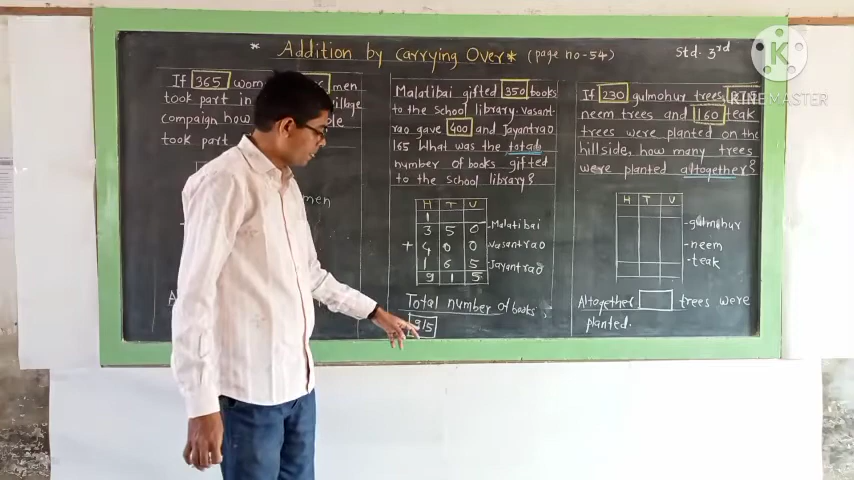 * Addition by Carrying Over* (page no-54) Std. 3rd
If 365 men
took part in
compaign how
took part
men
Malatibai gifted 350 books
to the School library. Vasant-
rao gave 400 and Jayantrao
165 What was the total
number of books gifted
to the School library?
H T U
1
3 5 0 -Malatibai
+ 4 0 0 -Vasantrao
1 6 5 -Jayantrao
9 1 5
Total number of books
915
If 230 gulmohur trees,
neem trees and 160 teak
trees were planted on the
hillside, how many trees
were planted altogether?
H T U
-gulmohur
-neem
-teak
Altogether trees were
planted.
KINEMASTER